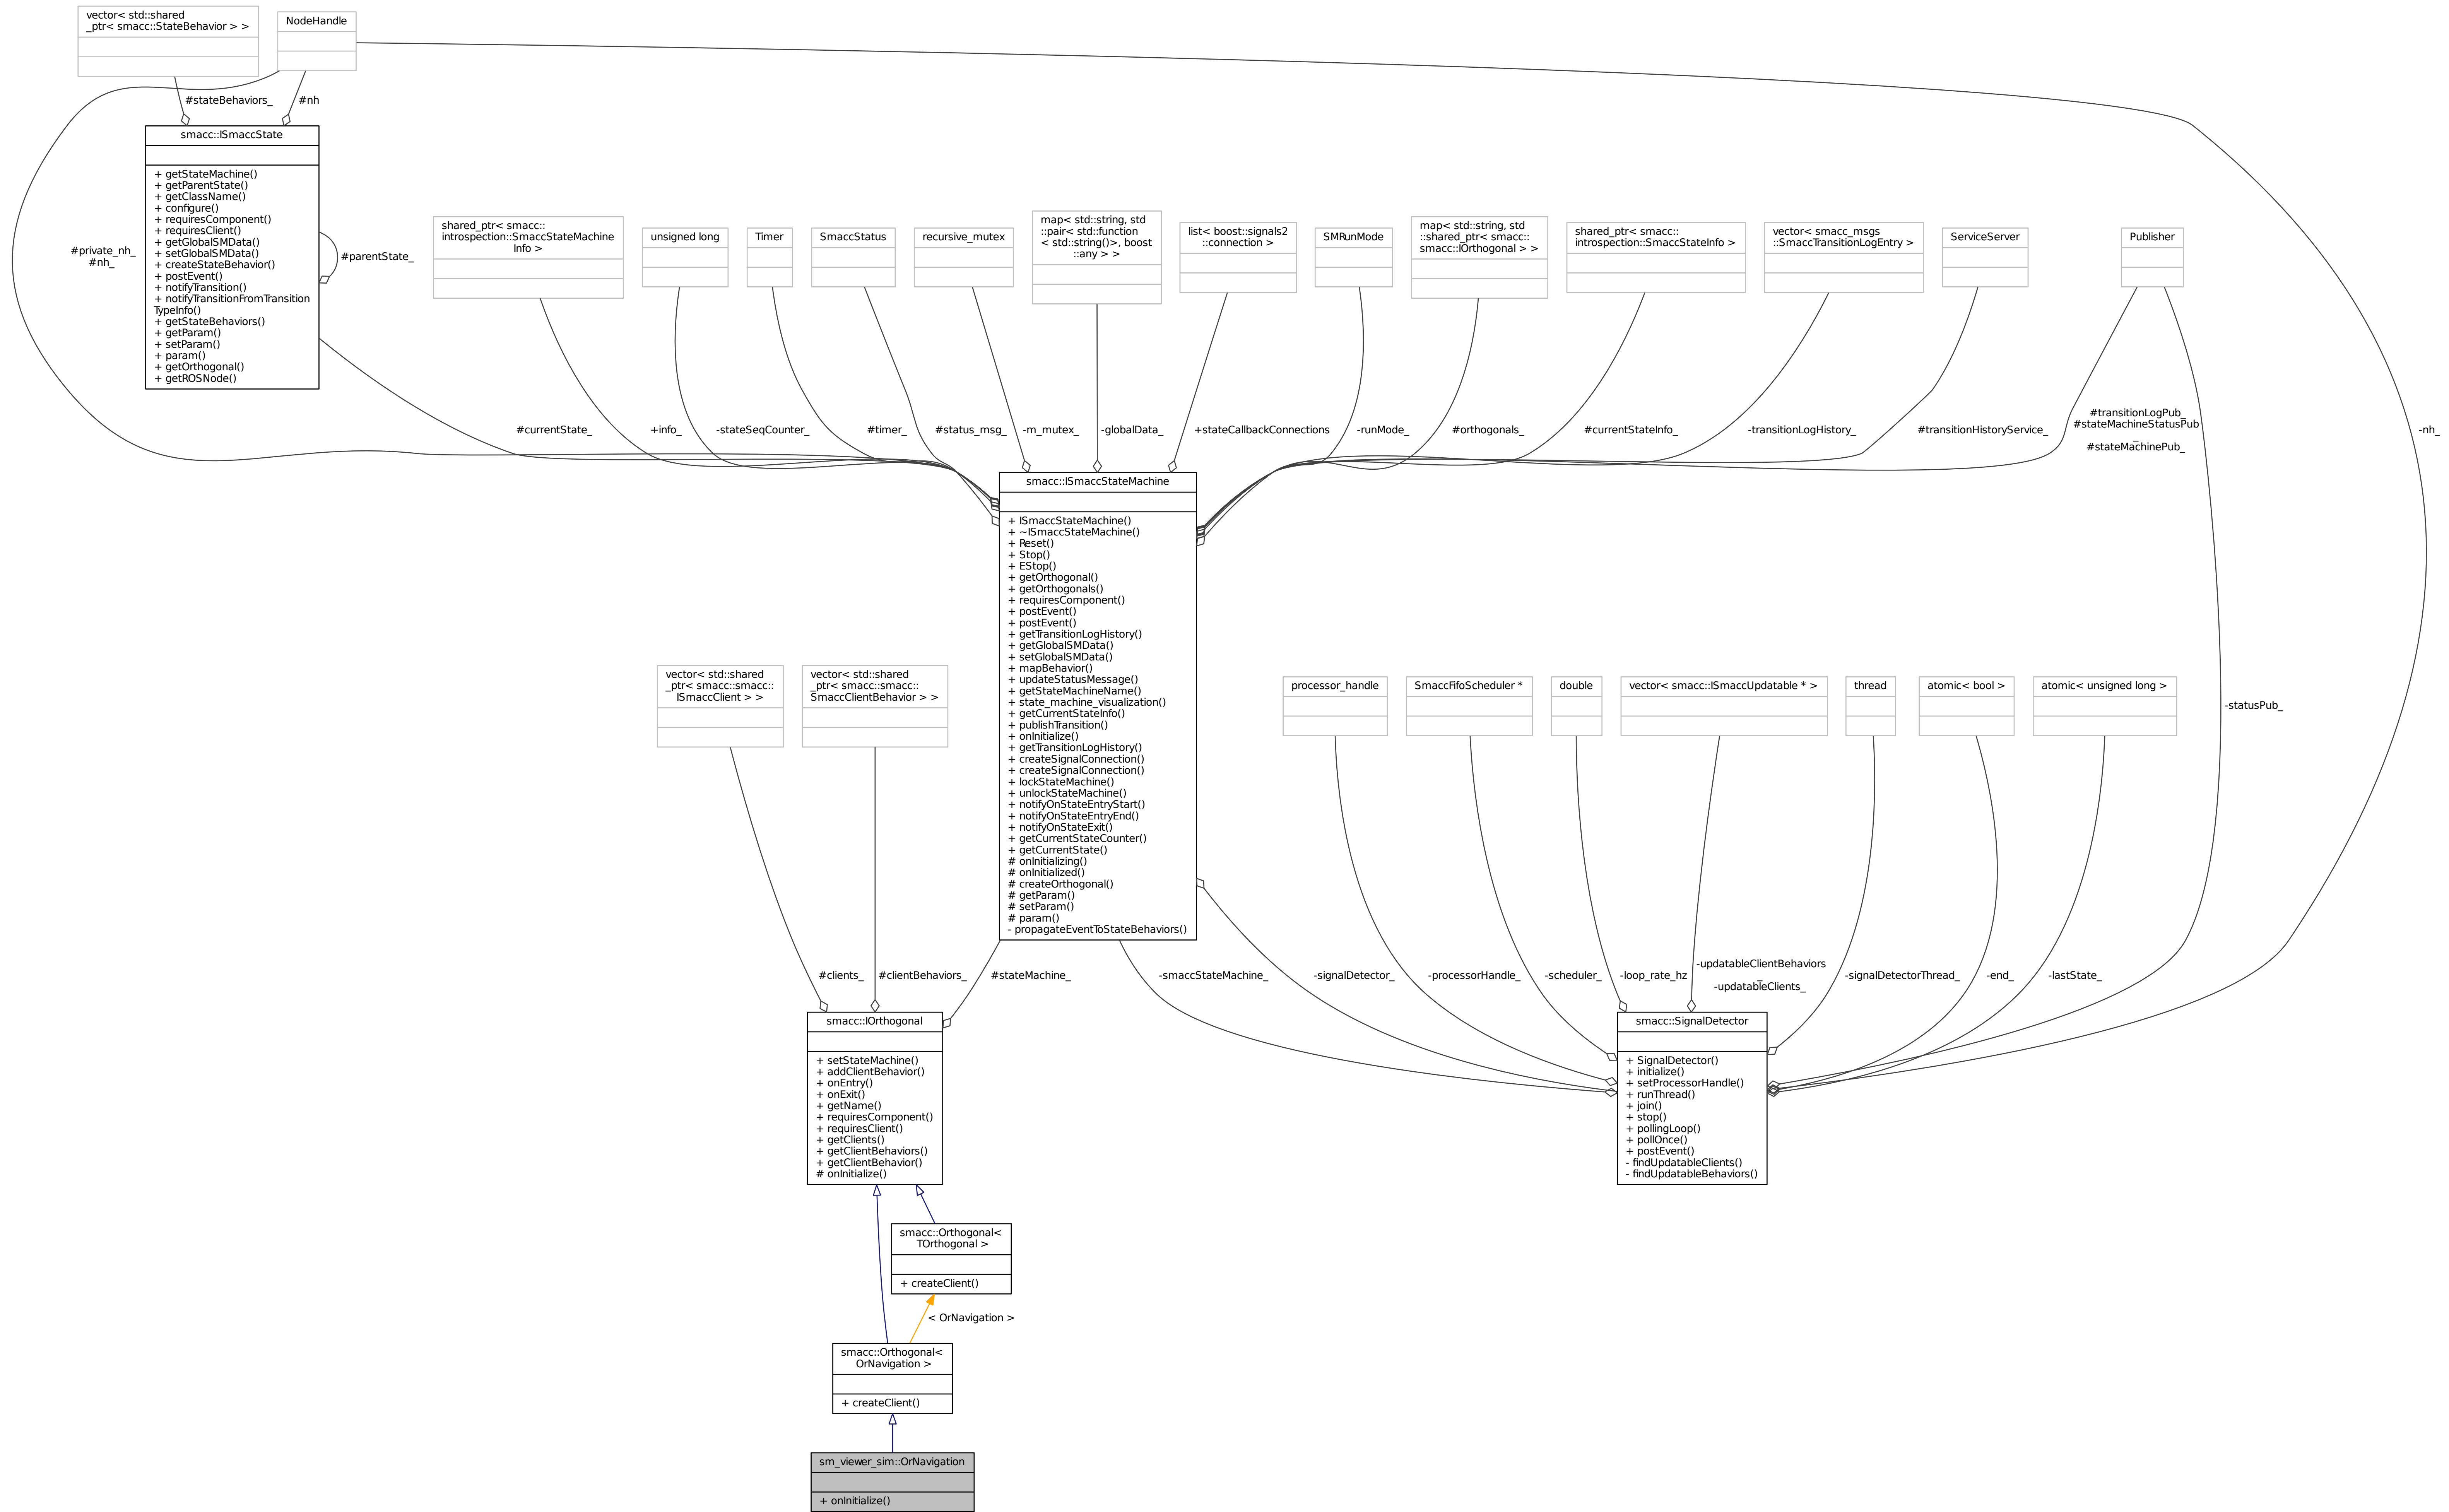 vector< std::shared
_ptr< smacc::StateBehavior > >
NodeHandle
#stateBehaviors_
#nh
smacc::ISmaccState
+ getStateMachine()
+ getParentState()
+ getClassName()
+ configure()
+ requiresComponent()
+ requiresClient()
+ getGlobalSMData()
+ setGlobalSMData()
+ createStateBehavior()
+ postEvent()
+ notifyTransition()
+ notifyTransitionFromTransition
TypeInfo()
+ getStateBehaviors()
+ getParam()
+ setParam()
+ param()
+ getOrthogonal()
+ getROSNode()
#private_nh_
#nh_
#parentState_
shared_ptr< smacc::
introspection::SmaccStateMachine
Info >
unsigned long
Timer
SmaccStatus
recursive_mutex
map< std::string, std
::pair< std::function
< std::string()>, boost
::any > >
list< boost::signals2
::connection >
SMRunMode
map< std::string, std
::shared_ptr< smacc::
smacc::IOrthogonal > >
shared_ptr< smacc::
introspection::SmaccStateInfo >
vector< smacc_msgs
::SmaccTransitionLogEntry >
ServiceServer
Publisher
#currentState_
+info_
-stateSeqCounter_
#timer_
#status_msg_
-m_mutex_
-globalData_
+stateCallbackConnections
-runMode_
#orthogonals_
#currentStateInfo_
-transitionLogHistory_
#transitionHistoryService_
#transitionLogPub_
#stateMachineStatusPub
_
#stateMachinePub_
-nh_
smacc::ISmaccStateMachine
+ ISmaccStateMachine()
+ ~ISmaccStateMachine()
+ Reset()
+ Stop()
+ EStop()
+ getOrthogonal()
+ getOrthogonals()
+ requiresComponent()
+ postEvent()
+ postEvent()
+ getTransitionLogHistory()
+ getGlobalSMData()
+ setGlobalSMData()
+ mapBehavior()
+ updateStatusMessage()
+ getStateMachineName()
+ state_machine_visualization()
+ getCurrentStateInfo()
+ publishTransition()
+ onInitialize()
+ getTransitionLogHistory()
+ createSignalConnection()
+ createSignalConnection()
+ lockStateMachine()
+ unlockStateMachine()
+ notifyOnStateEntryStart()
+ notifyOnStateEntryEnd()
+ notifyOnStateExit()
+ getCurrentStateCounter()
+ getCurrentState()
# onInitializing()
# onInitialized()
# createOrthogonal()
# getParam()
# setParam()
# param()
- propagateEventToStateBehaviors()
vector< std::shared
_ptr< smacc::smacc::
ISmaccClient > >
vector< std::shared
_ptr< smacc::smacc::
SmaccClientBehavior > >
processor_handle
SmaccFifoScheduler *
double
vector< smacc::ISmaccUpdatable * >
thread
atomic< bool >
atomic< unsigned long >
-statusPub_
#clients_
#clientBehaviors_
#stateMachine_
-smaccStateMachine_
-signalDetector_
-processorHandle_
-scheduler_
-loop_rate_hz
-updatableClientBehaviors
_
-updatableClients_
-signalDetectorThread_
-end_
-lastState_
smacc::IOrthogonal
+ setStateMachine()
+ addClientBehavior()
+ onEntry()
+ onExit()
+ getName()
+ requiresComponent()
+ requiresClient()
+ getClients()
+ getClientBehaviors()
+ getClientBehavior()
# onInitialize()
smacc::SignalDetector
+ SignalDetector()
+ initialize()
+ setProcessorHandle()
+ runThread()
+ join()
+ stop()
+ pollingLoop()
+ pollOnce()
+ postEvent()
- findUpdatableClients()
- findUpdatableBehaviors()
smacc::Orthogonal<
TOrthogonal >
+ createClient()
< OrNavigation >
smacc::Orthogonal<
OrNavigation >
+ createClient()
sm_viewer_sim::OrNavigation
+ onInitialize()